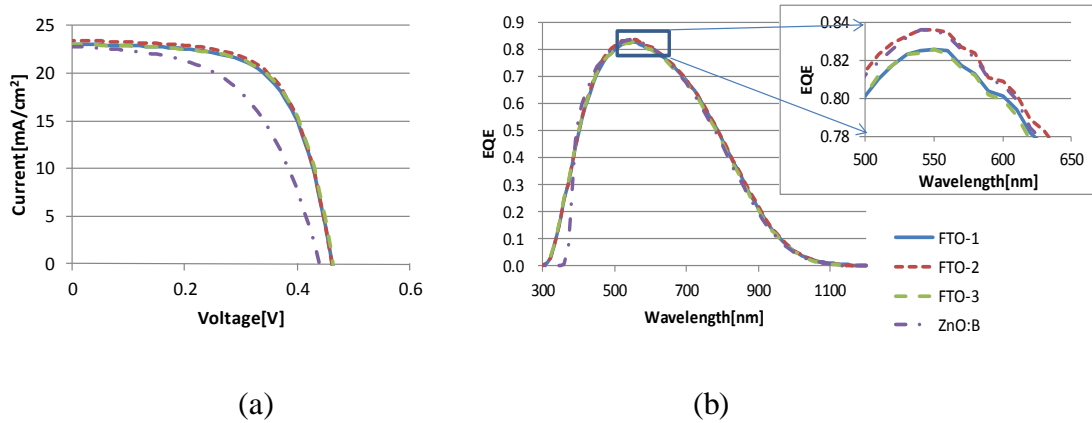 (a)
Current[mA/cm²]
25
20
15
10
5
0
0 0.2 0.4 0.6
Voltage[V]
(b)
EQE
0.9
0.8
0.7
0.6
0.5
0.4
0.3
0.2
0.1
0.0
300 500 700 900 1100
Wavelength[nm]
EQE
0.84
0.82
0.80
0.78
500 550 600 650
Wavelength[nm]
FTO-1
FTO-2
FTO-3
ZnO:B
(a) (b)